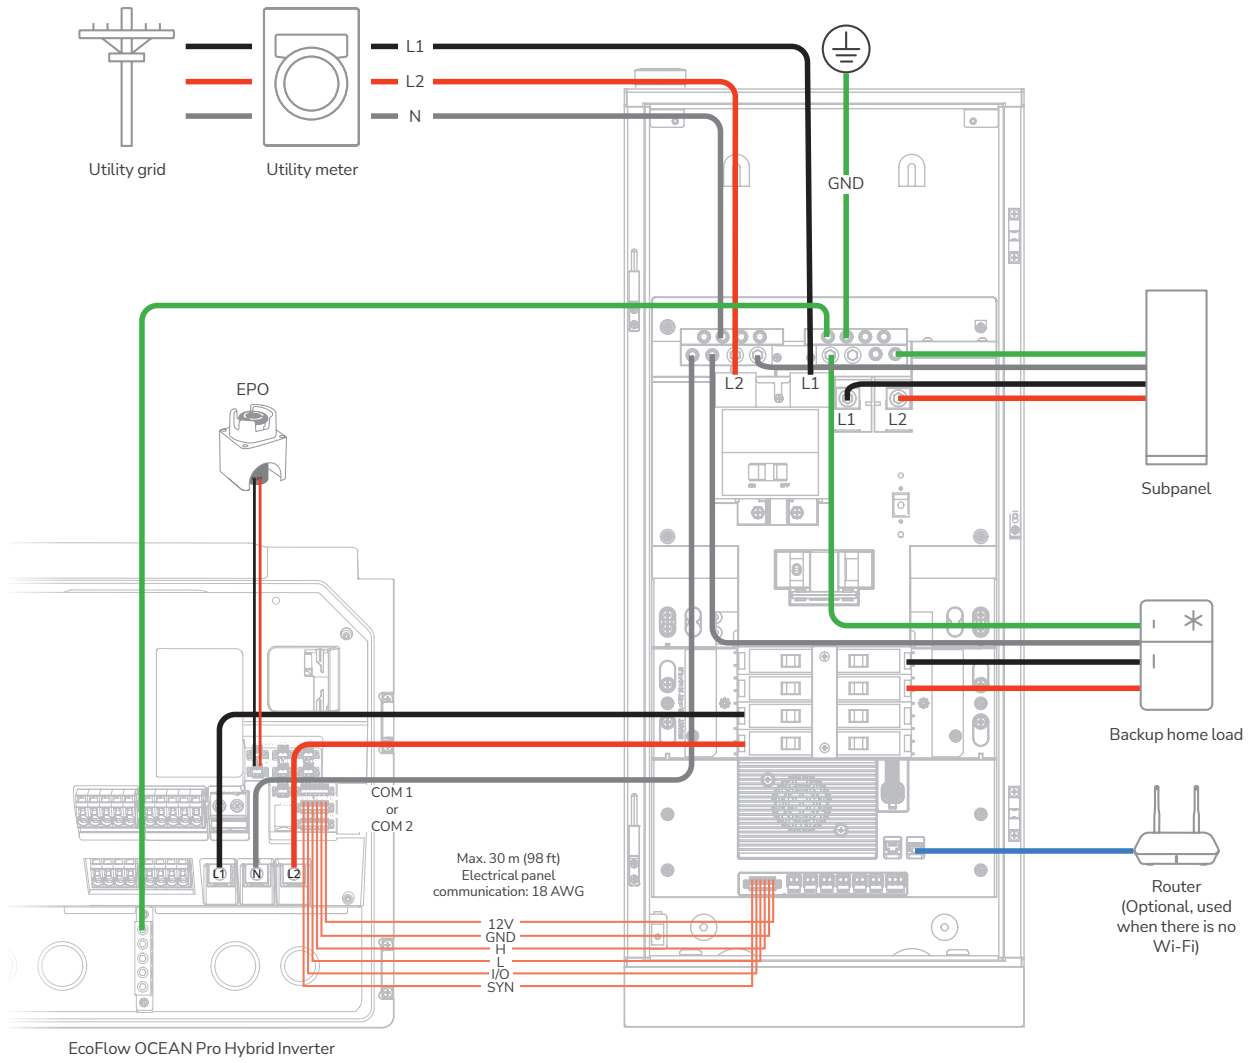 L1
L2
N
Utility grid
Utility meter
GND
EPO
L2
L1
L1
L2
ON
OFF
Subpanel
Backup home load
COM 1
or
COM 2
L1
N
L2
Max. 30 m (98 ft)
Electrical panel
communication: 18 AWG
12V
GND
H
L
I/O
SYN
Router
(Optional, used
when there is no
Wi-Fi)
EcoFlow OCEAN Pro Hybrid Inverter